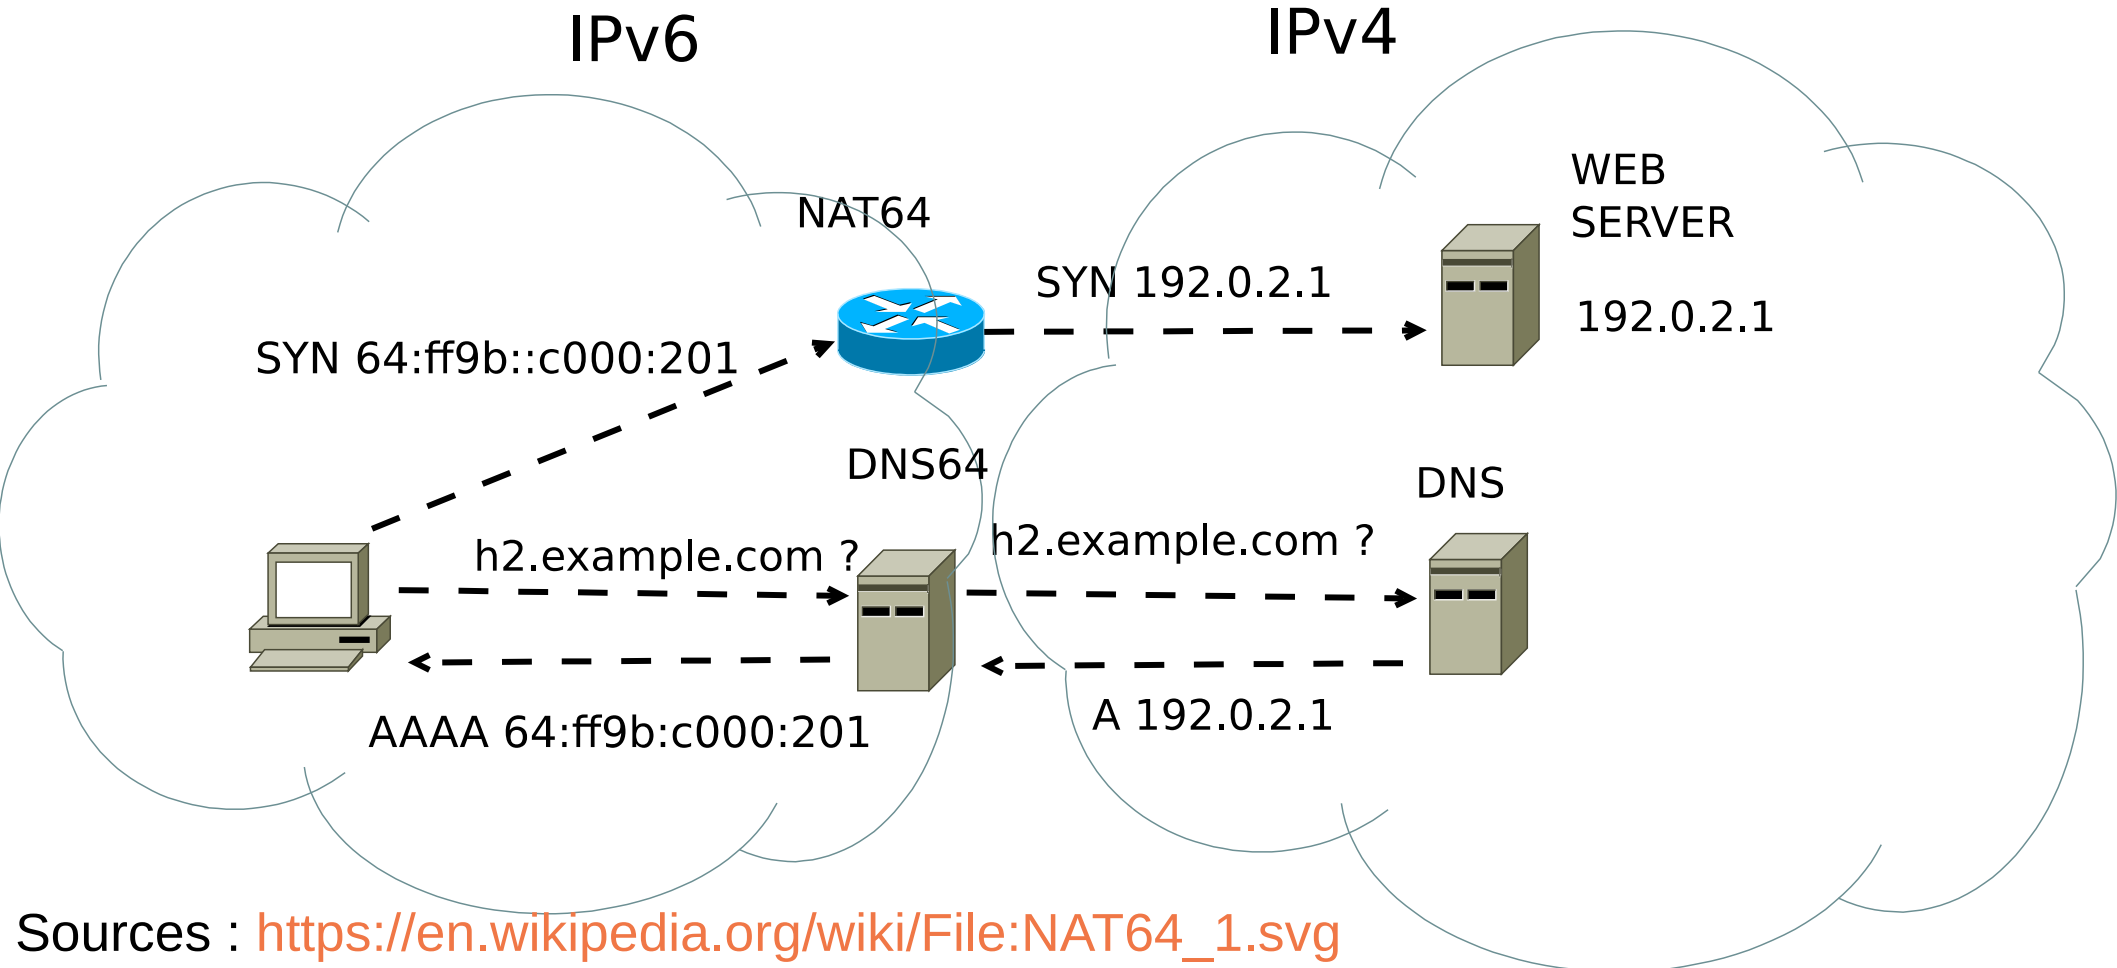 IPv6
IPv4
WEB
SERVER
NAT64
SYN 192.0.2.1
192.0.2.1
SYN 64:ff9b::c000:201
DNS64
DNS
h2.example.com ?
h2.example.com ?
AAAA 64:ff9b:c000:201
A 192.0.2.1
Sources : https://en.wikipedia.org/wiki/File:NAT64_1.svg